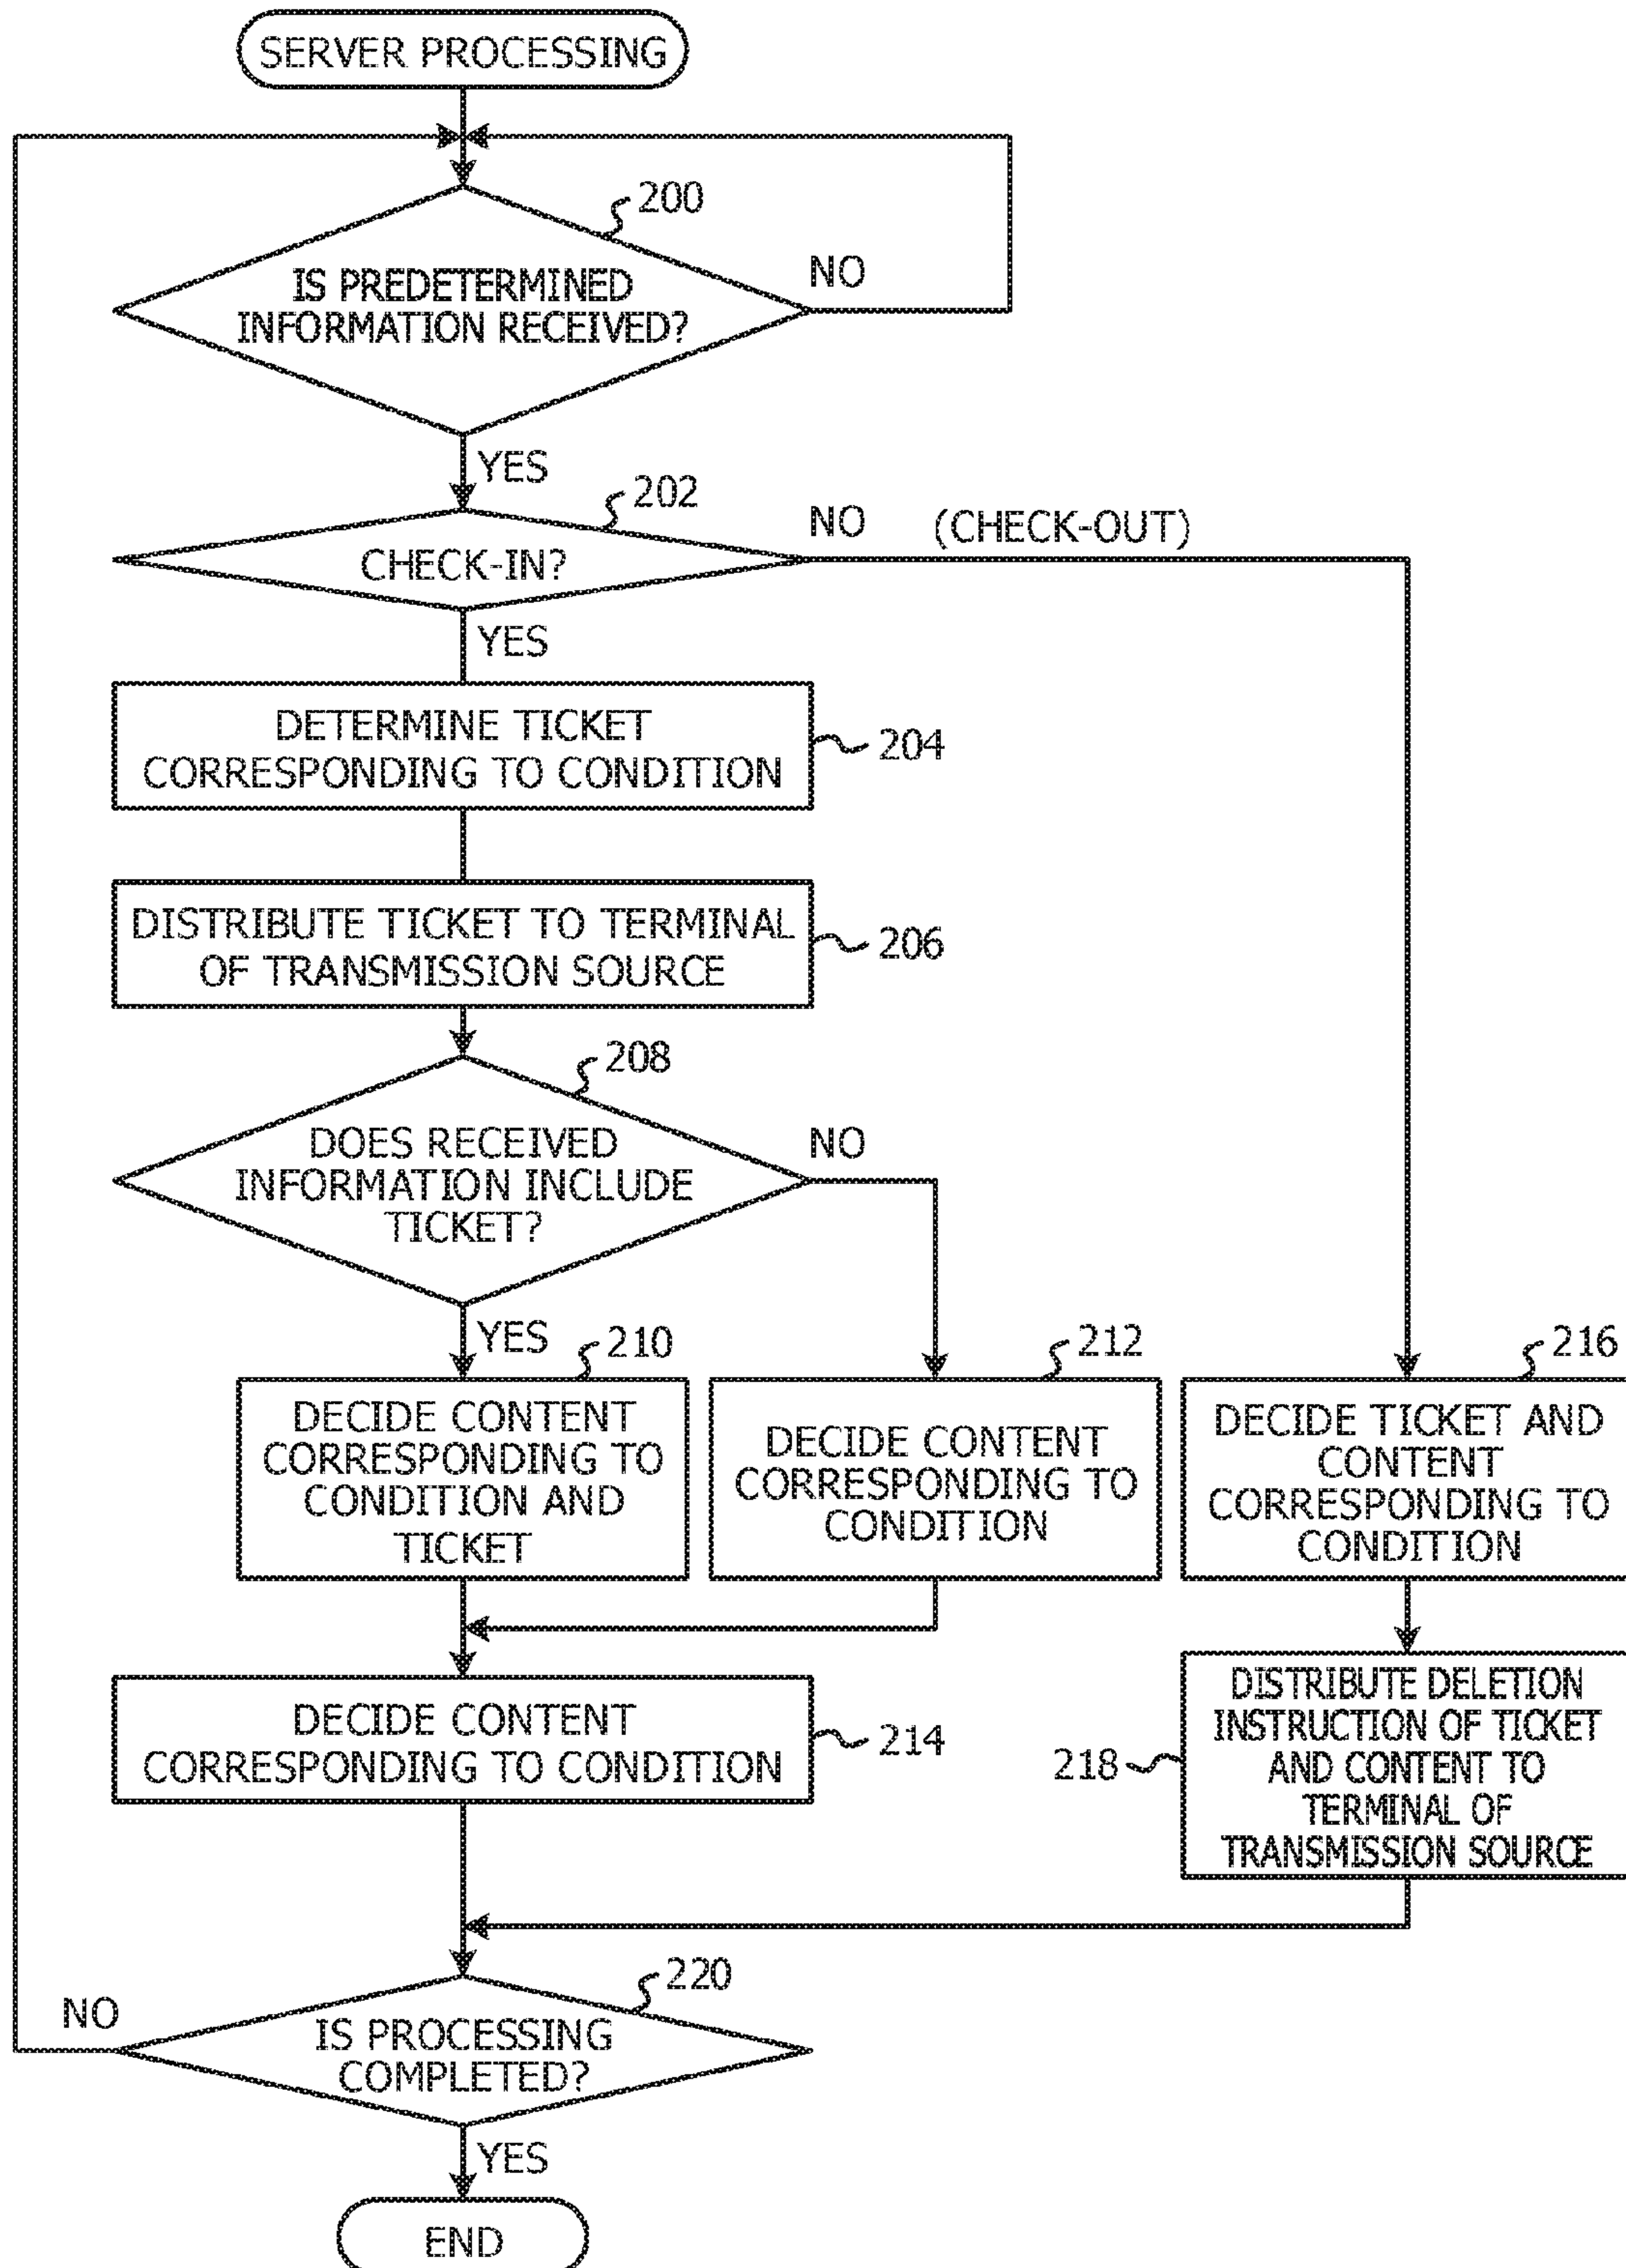 SERVER PROCESSING
200
IS PREDETERMINED
INFORMATION RECEIVED?
NO
YES
202
CHECK-IN?
NO (CHECK-OUT)
YES
DETERMINE TICKET
CORRESPONDING TO CONDITION
204
DISTRIBUTE TICKET TO TERMINAL
OF TRANSMISSION SOURCE
206
208
DOES RECEIVED
INFORMATION INCLUDE
TICKET?
NO
YES
210
DECIDE CONTENT
CORRESPONDING TO
CONDITION AND
TICKET
212
DECIDE CONTENT
CORRESPONDING TO
CONDITION
216
DECIDE TICKET AND
CONTENT
CORRESPONDING TO
CONDITION
DECIDE CONTENT
CORRESPONDING TO CONDITION
214
218
DISTRIBUTE DELETION
INSTRUCTION OF TICKET
AND CONTENT TO
TERMINAL OF
TRANSMISSION SOURCE
220
NO
IS PROCESSING
COMPLETED?
YES
END